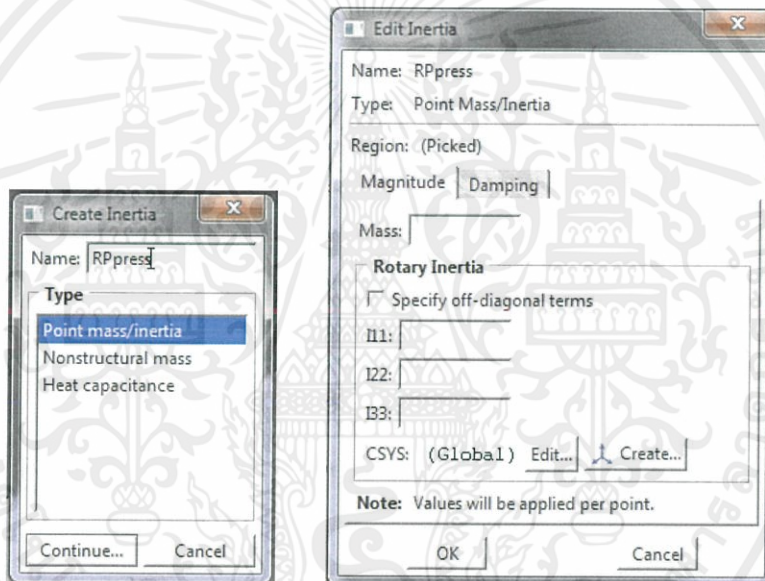 Create Inertia
Name: RPpress
Type
Point mass/inertia
Nonstructural mass
Heat capacitance
Continue... Cancel
Edit Inertia
Name: RPpress
Type: Point Mass/Inertia
Region: (Picked)
Magnitude Damping
Mass:
Rotary Inertia
Specify off-diagonal terms
I11:
I22:
I33:
CSYS: (Global) Edit... Create...
Note: Values will be applied per point.
OK Cancel